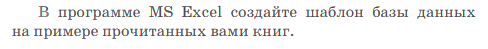 В программе MS Excel создайте шаблон базы данных
на примере прочитанных вами книг.